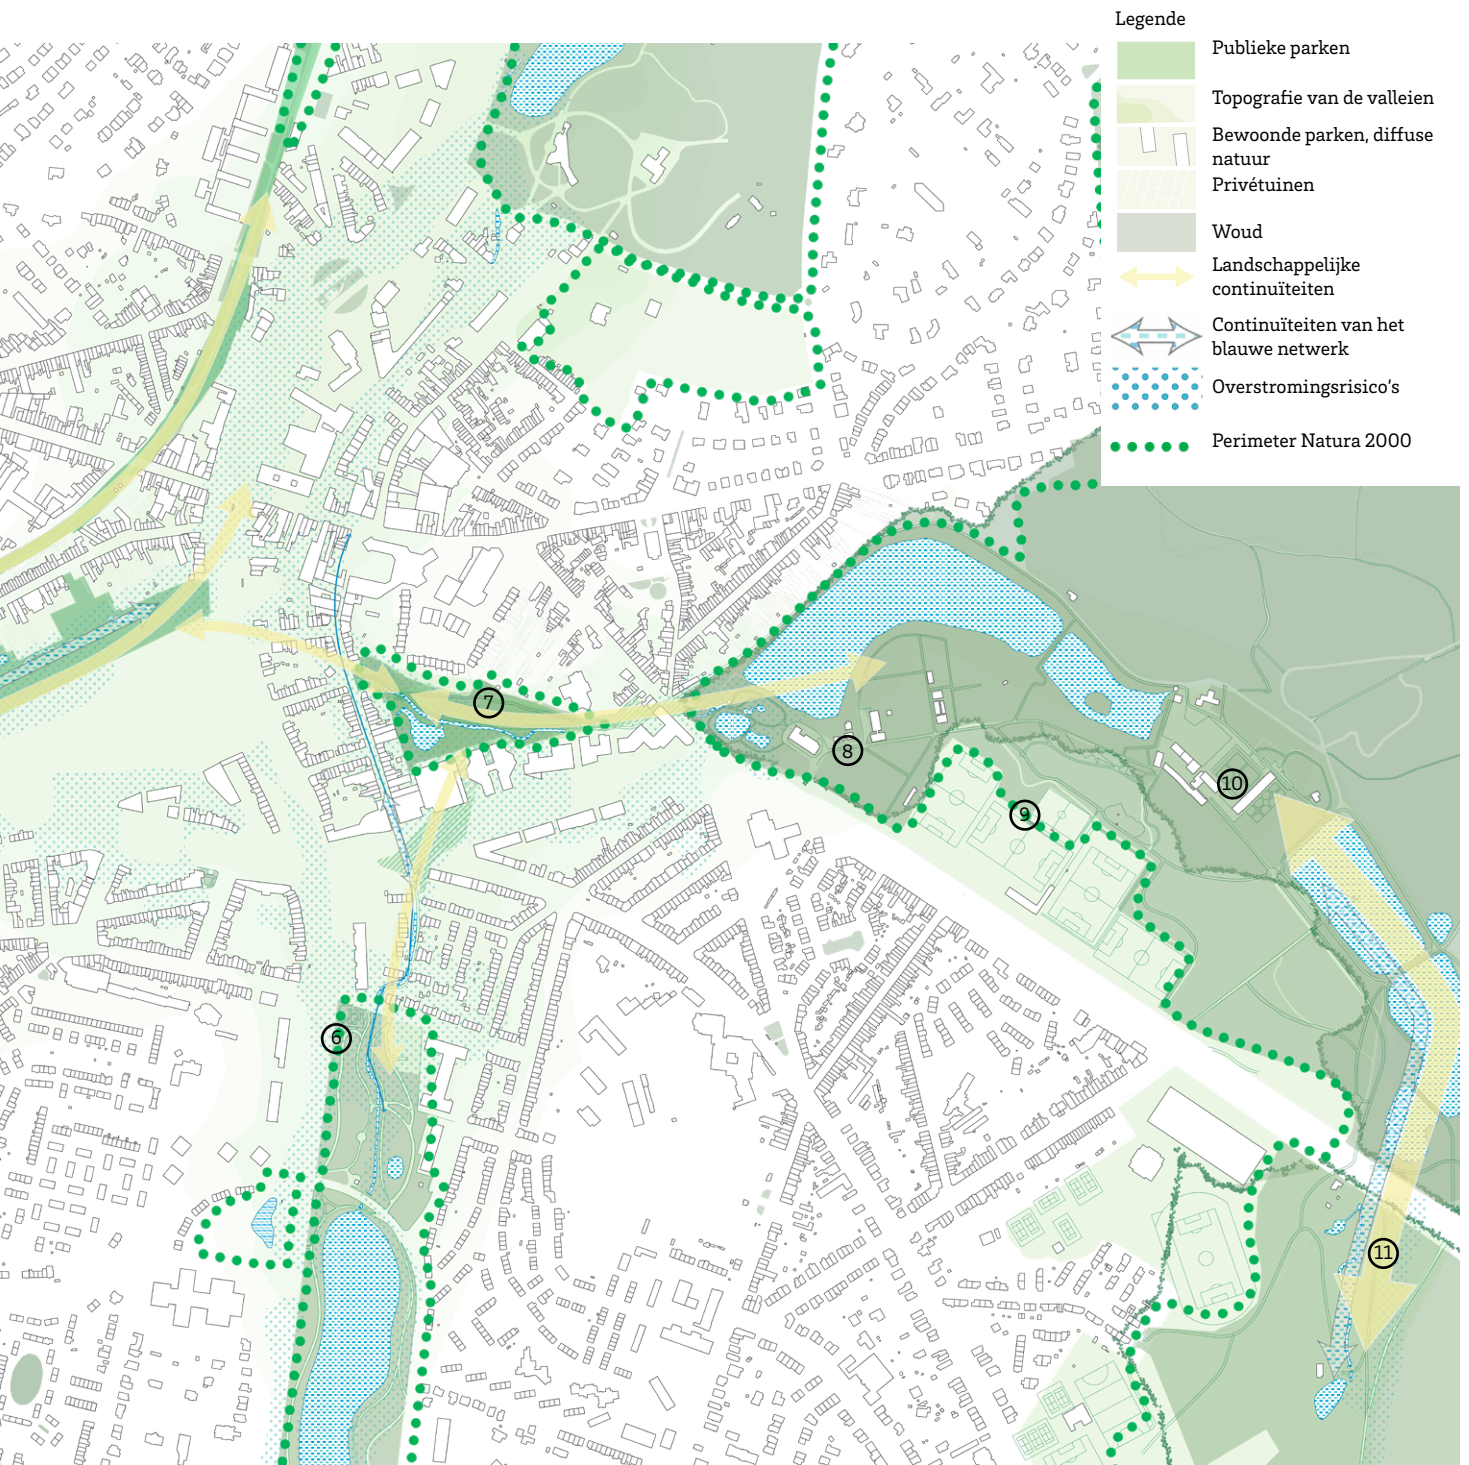 Legende
Publieke parken
Topografie van de valleien
Bewoonde parken, diffuse
natuur
Privétuinen
Woud
Landschappelijke
continuïteiten
Continuïteiten van het
blauwe netwerk
Overstromingsrisico's
Perimeter Natura 2000
7
8
10
9
6
11